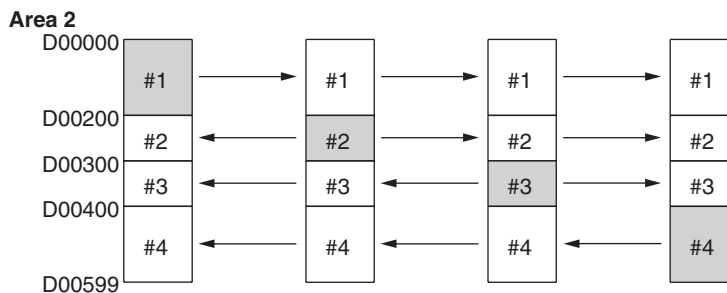 Area 2
D00000
#1 #1 #1 #1
D00200
#2 #2 #2 #2
D00300
#3 #3 #3 #3
D00400
#4 #4 #4 #4
D00599